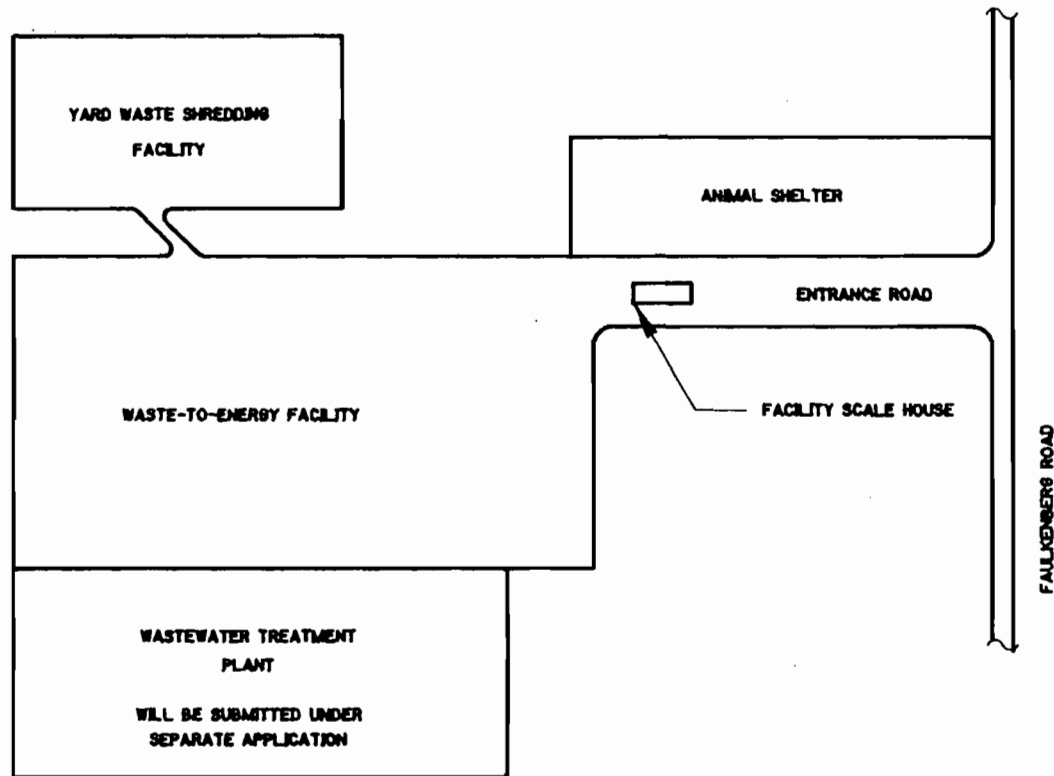 YARD WASTE SHREDDING
FACILITY
ANIMAL SHELTER
ENTRANCE ROAD
WASTE-TO-ENERGY FACILITY
FACILITY SCALE HOUSE
FAULKENBERG ROAD
WASTEWATER TREATMENT
PLANT
WILL BE SUBMITTED UNDER
SEPARATE APPLICATION